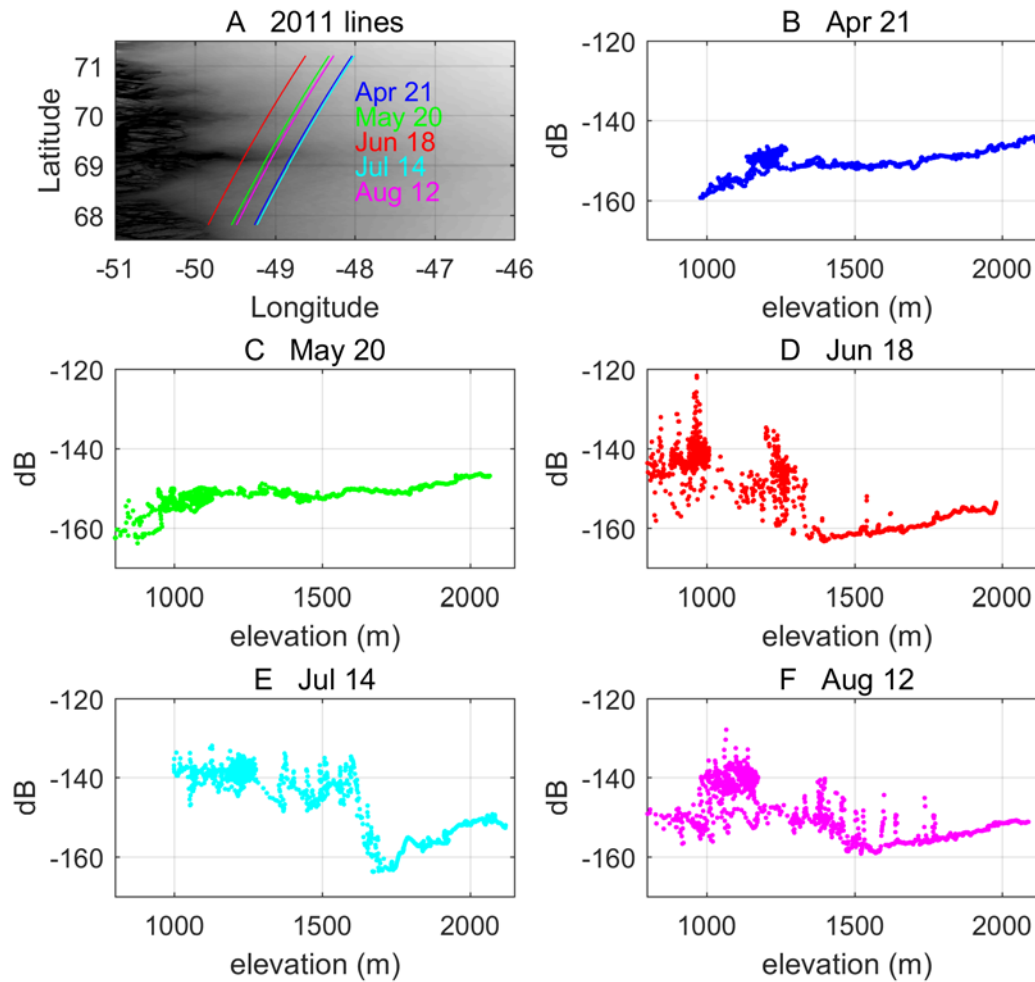 A 2011 lines
Latitude
71
70
69
68
Apr 21
May 20
Jun 18
Jul 14
Aug 12
-51 -50 -49 -48 -47 -46
Longitude
B Apr 21
dB
-120
-140
-160
1000 1500 2000
elevation (m)
C May 20
dB
-120
-140
-160
1000 1500 2000
elevation (m)
D Jun 18
dB
-120
-140
-160
1000 1500 2000
elevation (m)
E Jul 14
dB
-120
-140
-160
1000 1500 2000
elevation (m)
F Aug 12
dB
-120
-140
-160
1000 1500 2000
elevation (m)